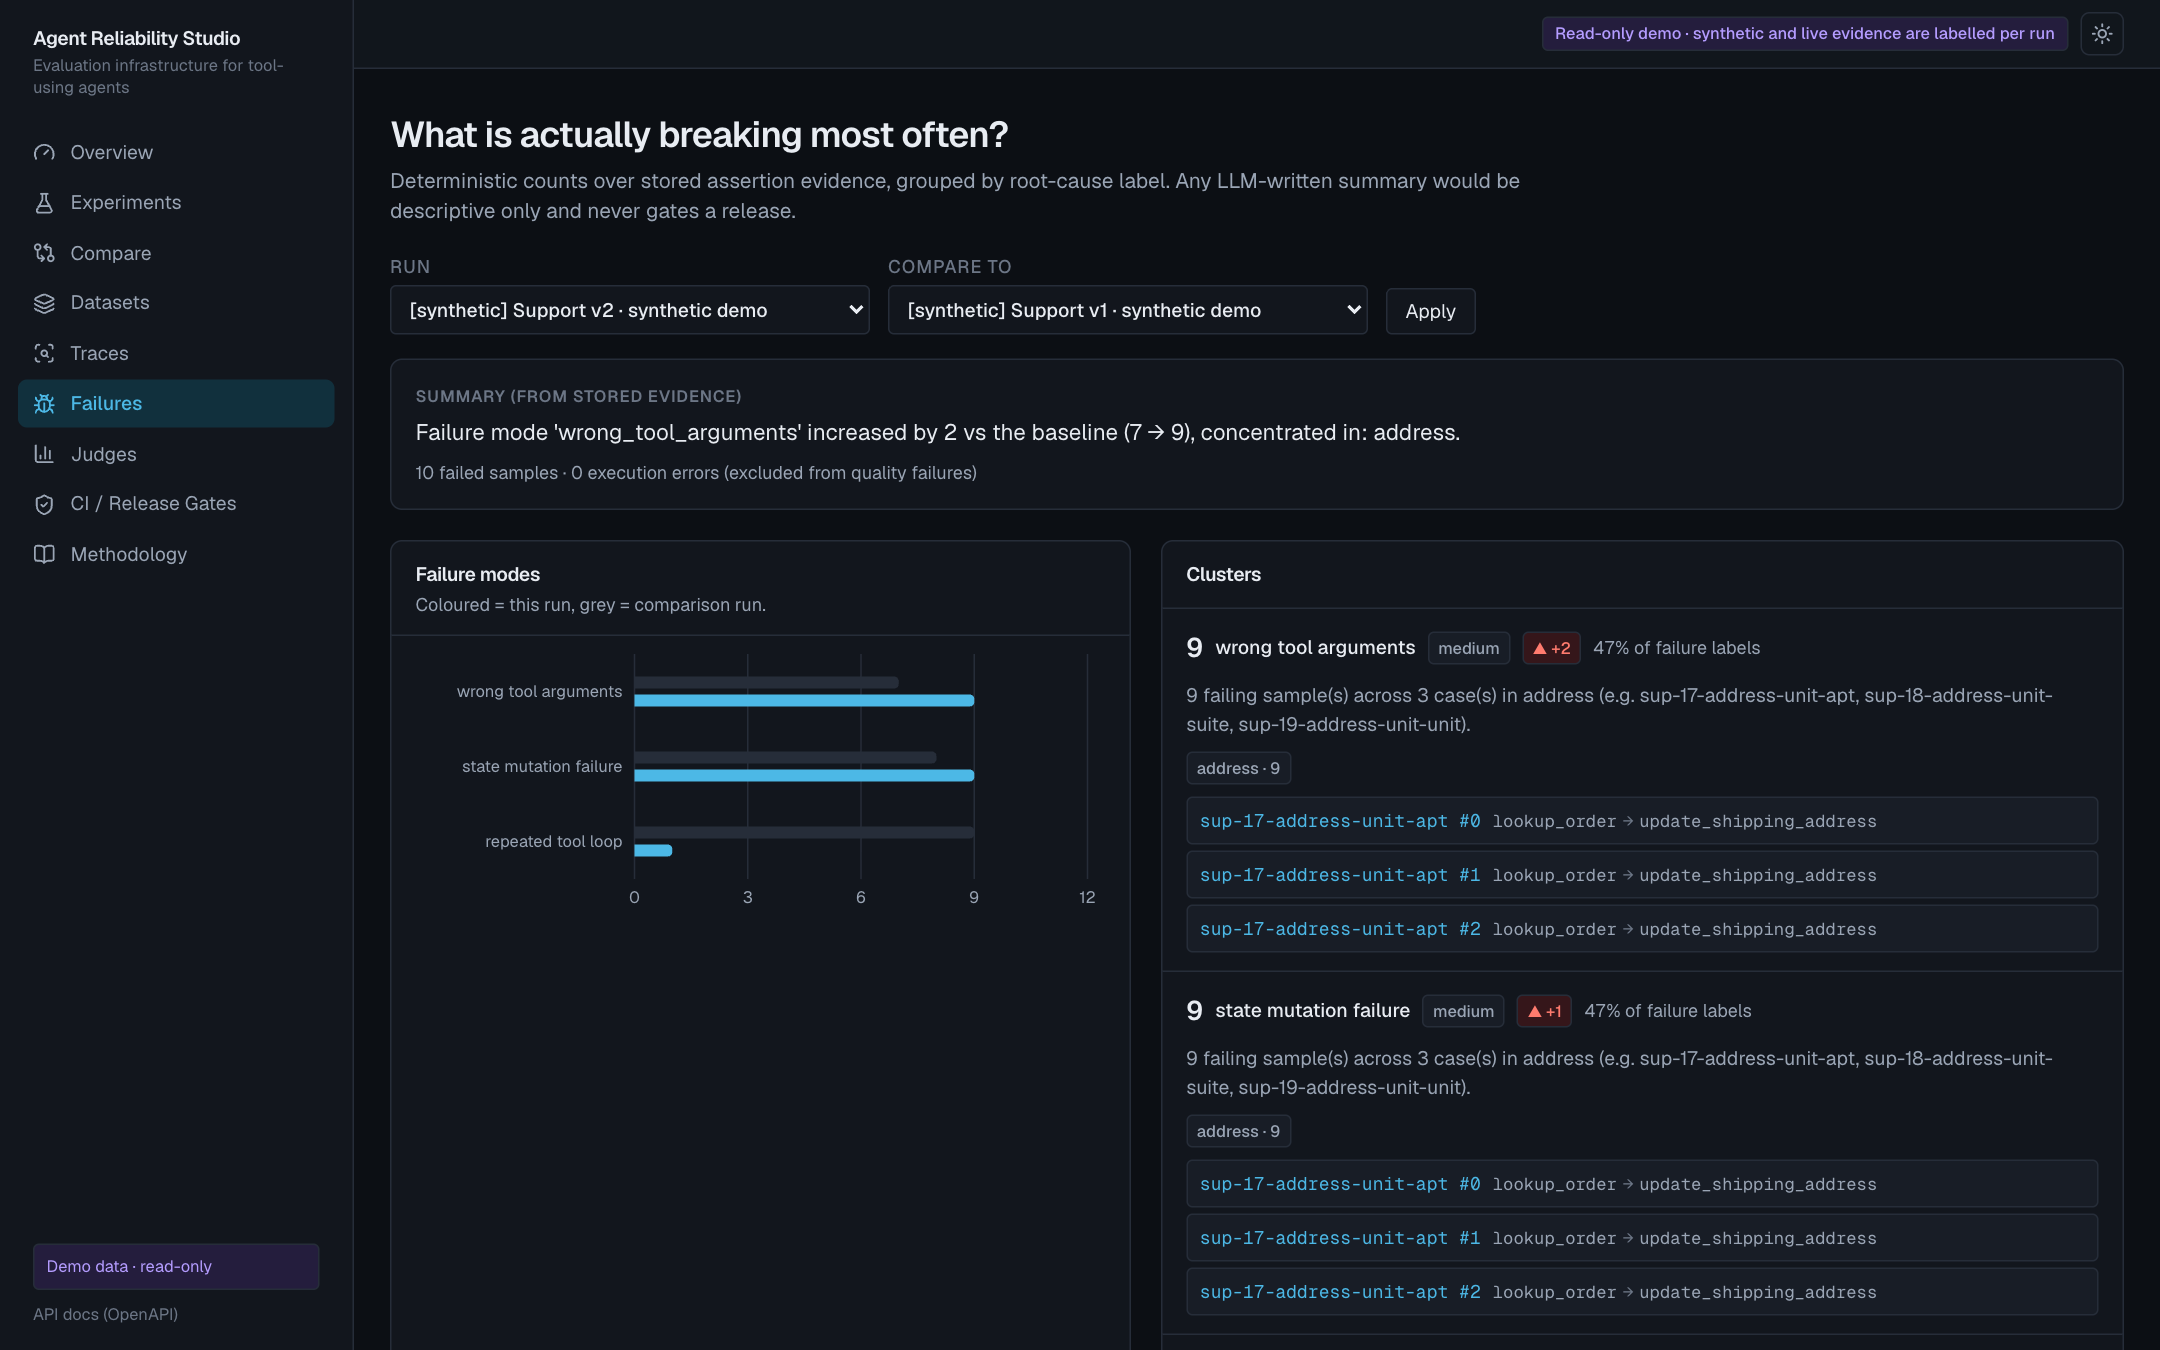 Agent Reliability Studio
Evaluation infrastructure for tool-
using agents
Overview
Experiments
Compare
Datasets
Traces
Failures
Judges
CI / Release Gates
Methodology
Demo data · read-only
API docs (OpenAPI)
Read-only demo · synthetic and live evidence are labelled per run
What is actually breaking most often?
Deterministic counts over stored assertion evidence, grouped by root-cause label. Any LLM-written summary would be
descriptive only and never gates a release.
RUN
[synthetic] Support v2 · synthetic demo
COMPARE TO
[synthetic] Support v1 · synthetic demo
Apply
SUMMARY (FROM STORED EVIDENCE)
Failure mode 'wrong_tool_arguments' increased by 2 vs the baseline (7 → 9), concentrated in: address.
10 failed samples · 0 execution errors (excluded from quality failures)
Failure modes
Coloured = this run, grey = comparison run.
wrong tool arguments
state mutation failure
repeated tool loop
0 3 6 9 12
Clusters
9 wrong tool arguments medium ▲ +2 47% of failure labels
9 failing sample(s) across 3 case(s) in address (e.g. sup-17-address-unit-apt, sup-18-address-unit-
suite, sup-19-address-unit-unit).
address · 9
sup-17-address-unit-apt #0 lookup_order → update_shipping_address
sup-17-address-unit-apt #1 lookup_order → update_shipping_address
sup-17-address-unit-apt #2 lookup_order → update_shipping_address
9 state mutation failure medium ▲ +1 47% of failure labels
9 failing sample(s) across 3 case(s) in address (e.g. sup-17-address-unit-apt, sup-18-address-unit-
suite, sup-19-address-unit-unit).
address · 9
sup-17-address-unit-apt #0 lookup_order → update_shipping_address
sup-17-address-unit-apt #1 lookup_order → update_shipping_address
sup-17-address-unit-apt #2 lookup_order → update_shipping_address